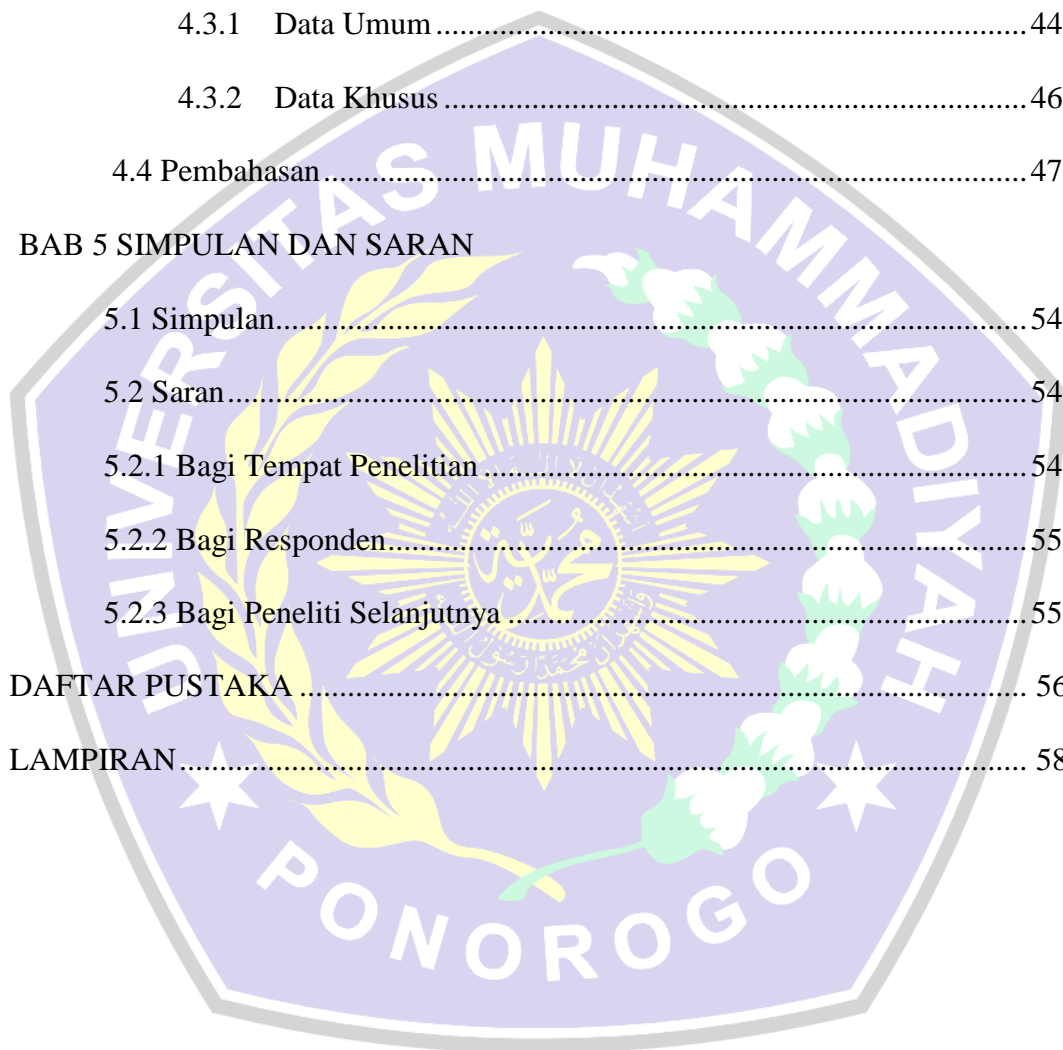 4.3.1 Data Umum ........................................................................... 44
4.3.2 Data Khusus .......................................................................... 46
4.4 Pembahasan ......................................................................................... 47
BAB 5 SIMPULAN DAN SARAN
5.1 Simpulan ............................................................................................... 54
5.2 Saran ..................................................................................................... 54
5.2.1 Bagi Tempat Penelitian ..................................................................... 54
5.2.2 Bagi Responden ................................................................................. 55
5.2.3 Bagi Peneliti Selanjutnya .................................................................. 55
DAFTAR PUSTAKA ........................................................................................... 56
LAMPIRAN .......................................................................................................... 58
UNIVERSITAS MUHAMMADIYAH
PONOROGO